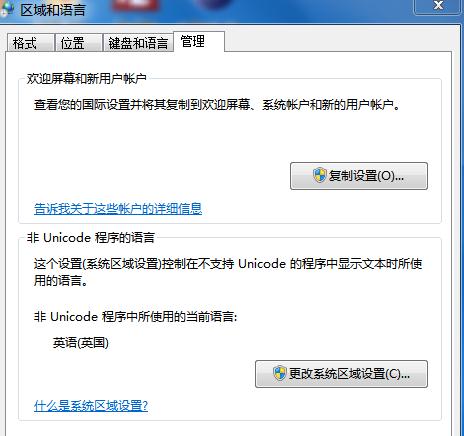 区域和语言
格式 位置 键盘和语言 管理
欢迎屏幕和新用户帐户
查看您的国际设置并将其复制到欢迎屏幕、系统帐户和新的用户帐户。
复制设置(O)...
告诉我关于这些帐户的详细信息
非 Unicode 程序的语言
这个设置(系统区域设置)控制在不支持 Unicode 的程序中显示文本时所使
用的语言。
非 Unicode 程序中所使用的当前语言:
英语(英国)
更改系统区域设置(C)...
什么是系统区域设置?